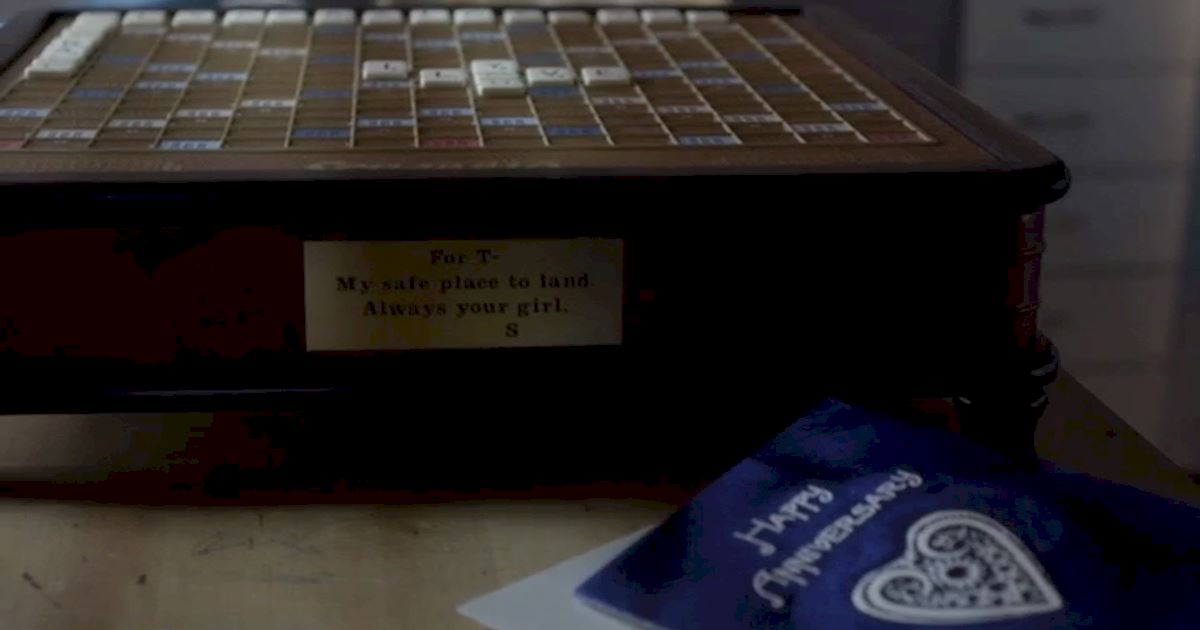 For T-
My safe place to land.
Always your girl,
S
HAPPY
ANNIVERSARY